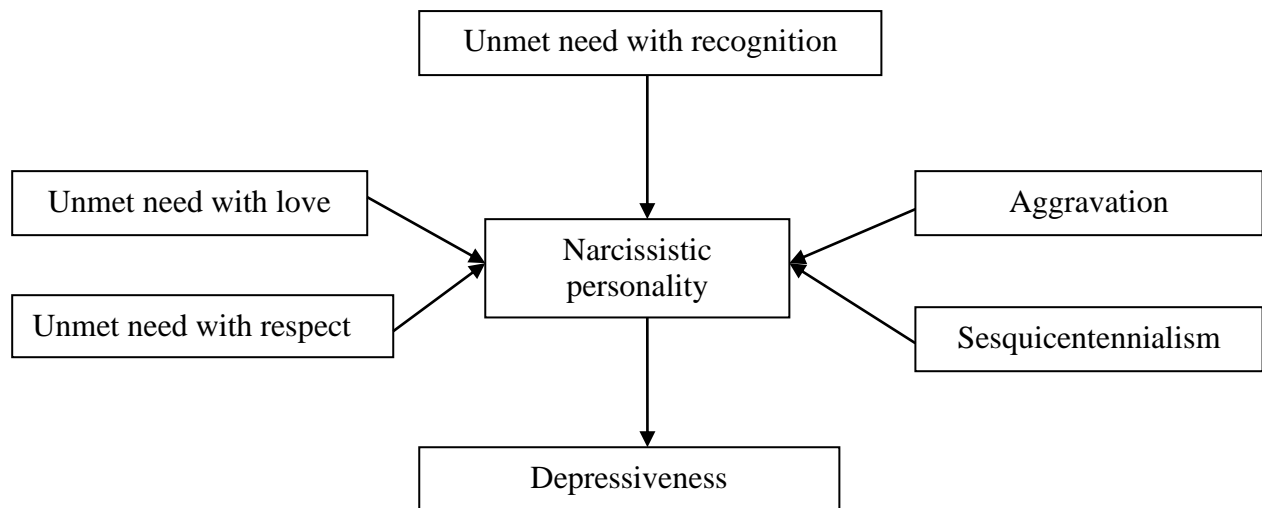 Unmet need with recognition
Unmet need with love
Aggravation
Narcissistic
personality
Unmet need with respect
Sesquicentennialism
Depressiveness